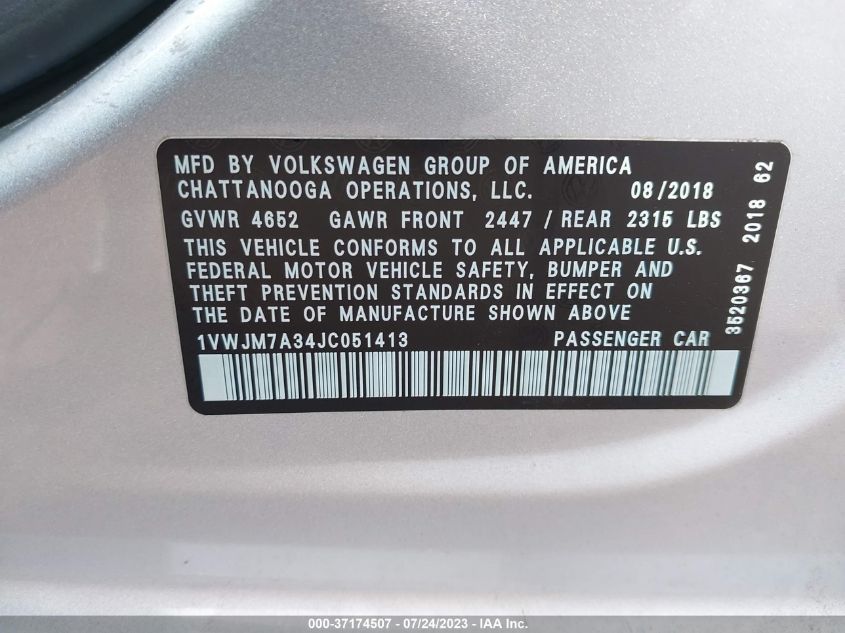 MFD BY VOLKSWAGEN GROUP OF AMERICA
CHATTANOOGA OPERATIONS, LLC. 08/2018
GVWR 4652 GAWR FRONT 2447 / REAR 2315 LBS
THIS VEHICLE CONFORMS TO ALL APPLICABLE U.S.
FEDERAL MOTOR VEHICLE SAFETY, BUMPER AND
THEFT PREVENTION STANDARDS IN EFFECT ON
THE DATE OF MANUFACTURE SHOWN ABOVE
1VWJM7A34JC051413 PASSENGER CAR
3520367 2018 62
000-37174507 - 07/24/2023 - © IAA Inc.